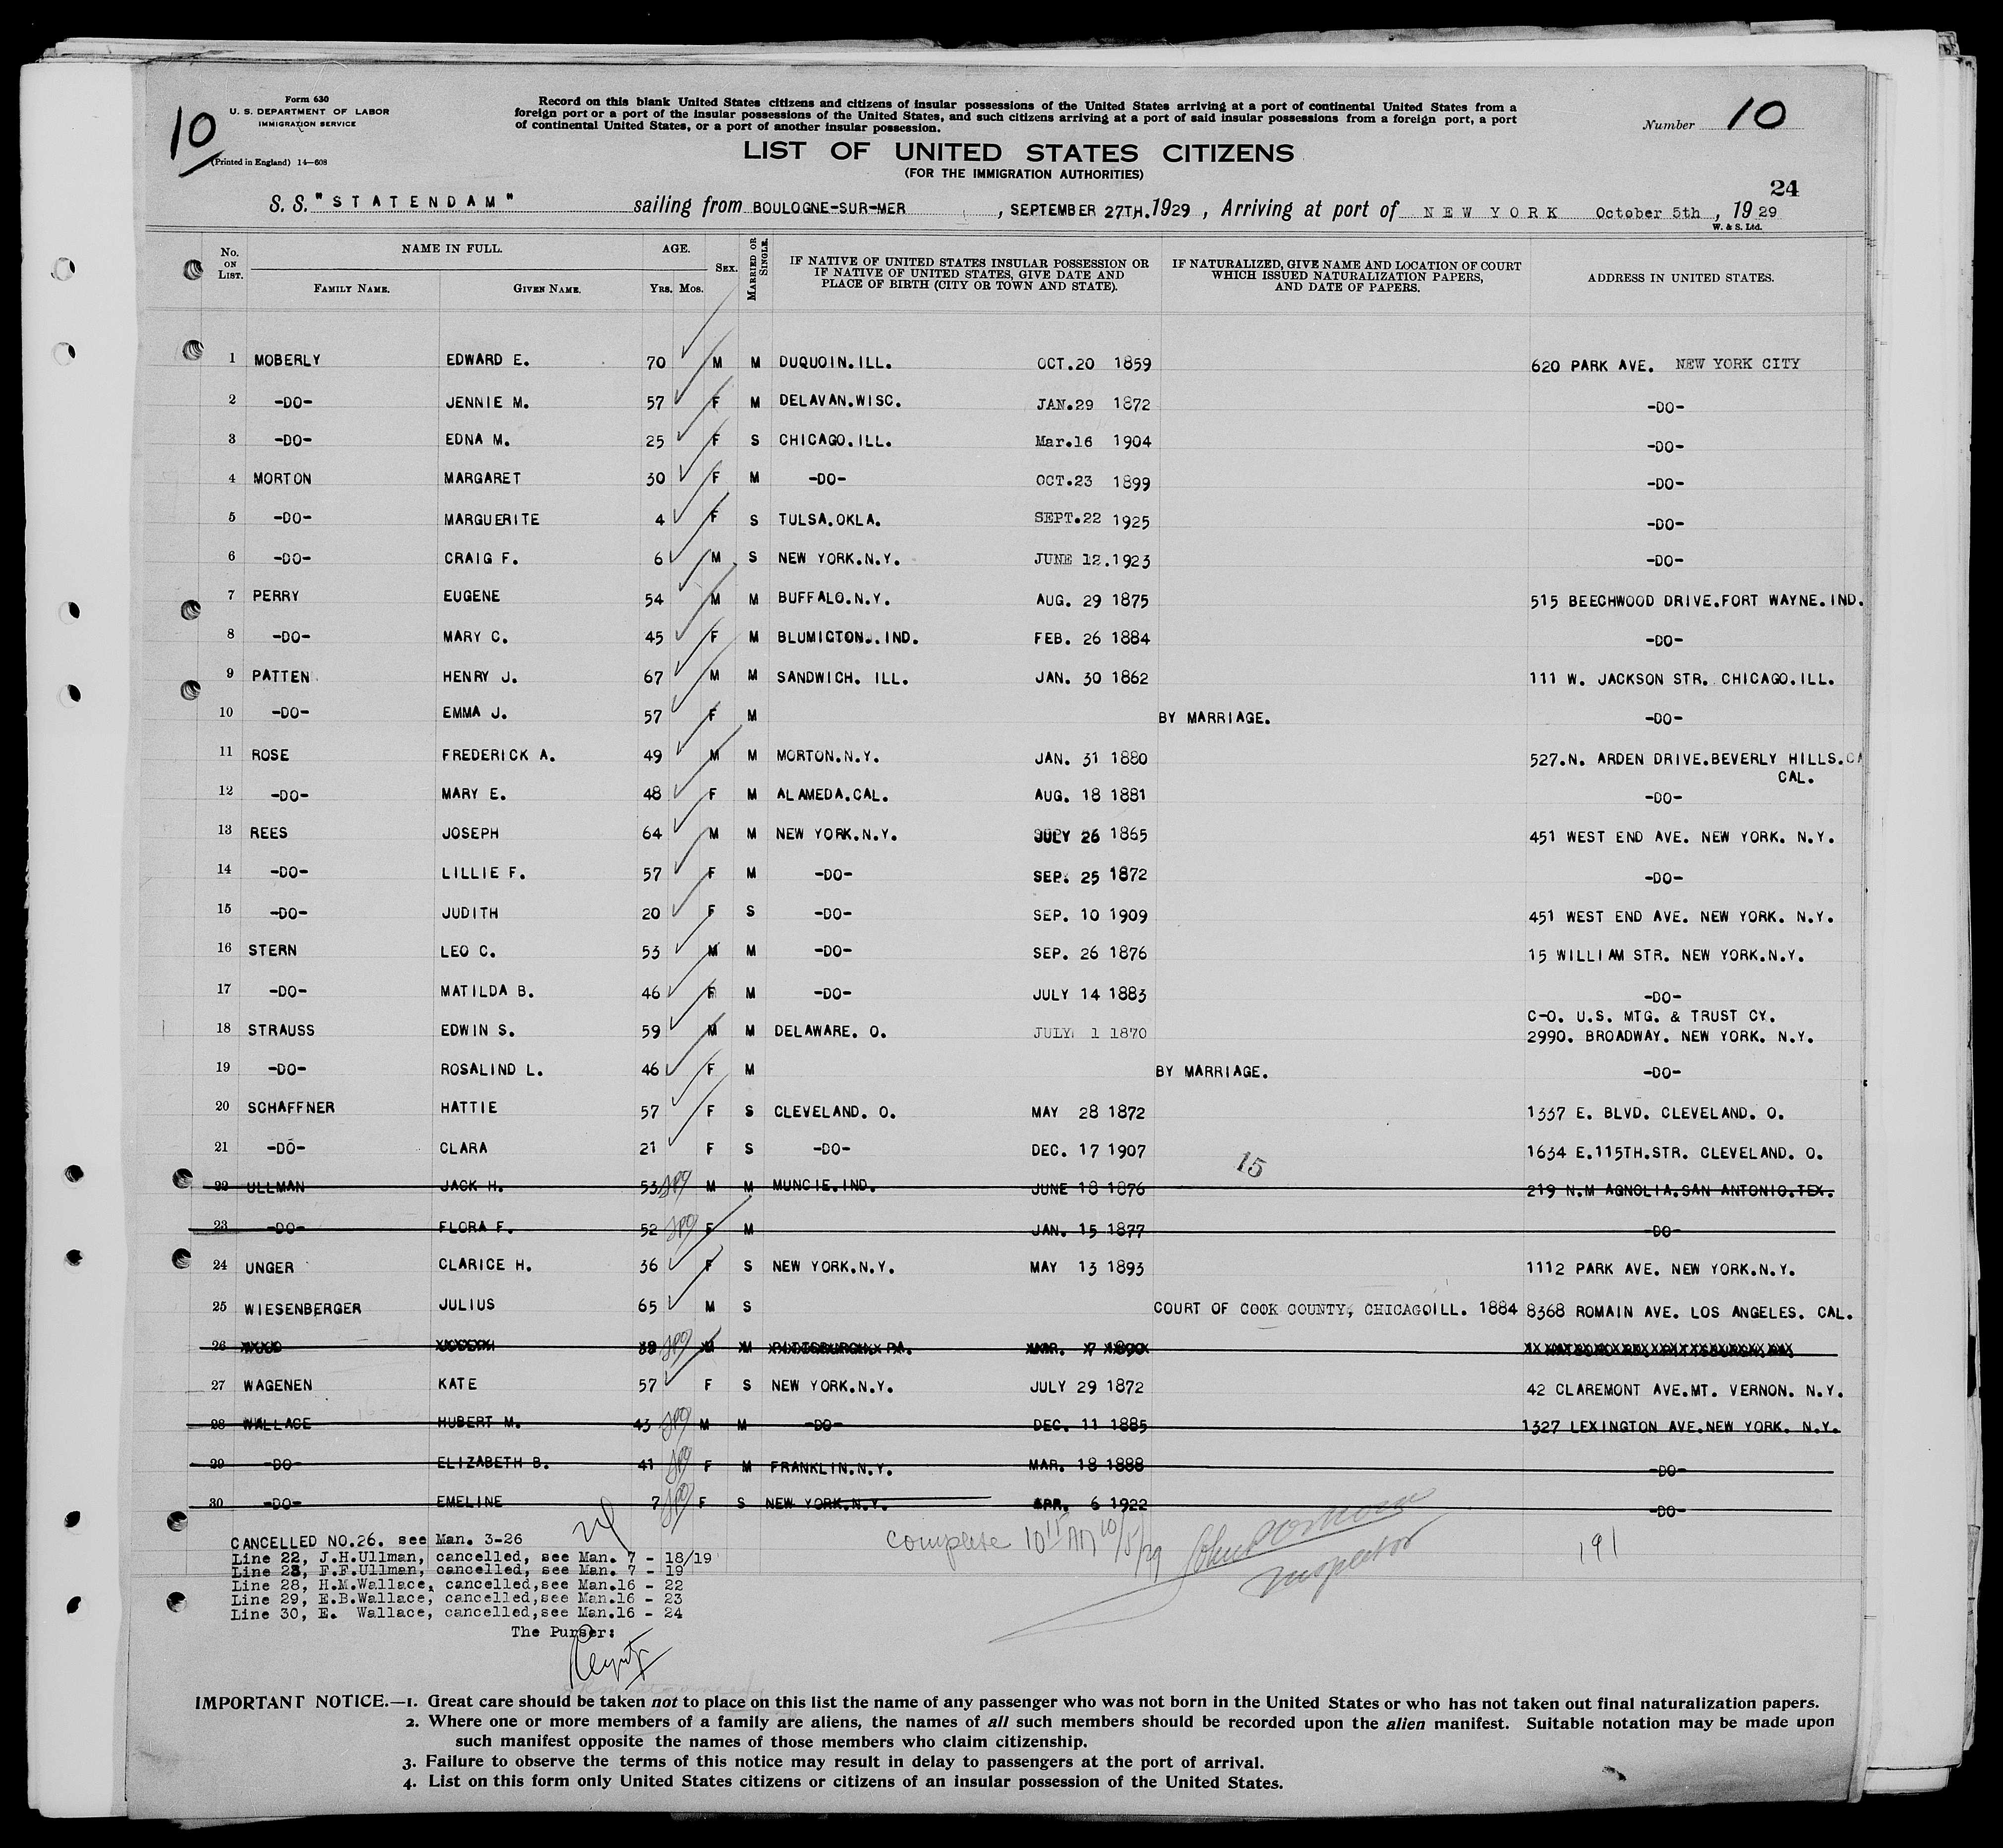 10
Form 630
U. S. DEPARTMENT OF LABOR
IMMIGRATION SERVICE
(Printed in England) 14—608
Record on this blank United States citizens and citizens of insular possessions of the United States arriving at a port of continental United States from a
foreign port or a port of the insular possessions of the United States, and such citizens arriving at a port of said insular possessions from a foreign port, a port
of continental United States, or a port of another insular possession.
Number 10
LIST OF UNITED STATES CITIZENS
(FOR THE IMMIGRATION AUTHORITIES)
24
S. S. "STATENDAM" sailing from BOULOGNE-SUR-MER, SEPTEMBER 27TH. 1929, Arriving at port of NEW YORK October 5th, 1929
W. & S. Ltd.
No. ON LIST. NAME IN FULL. FAMILY NAME. GIVEN NAME. AGE. YRS. MOS. SEX. MARRIED OR SINGLE. IF NATIVE OF UNITED STATES INSULAR POSSESSION OR IF NATIVE OF UNITED STATES, GIVE DATE AND PLACE OF BIRTH (CITY OR TOWN AND STATE). IF NATURALIZED, GIVE NAME AND LOCATION OF COURT WHICH ISSUED NATURALIZATION PAPERS, AND DATE OF PAPERS. ADDRESS IN UNITED STATES.
1 MOBERLY EDWARD E. 70 M M DUQUOIN.ILL. OCT.20 1859 620 PARK AVE. NEW YORK CITY
2 -DO- JENNIE M. 57 F M DELAVAN.WISC. JAN.29 1872 -DO-
3 -DO- EDNA M. 25 F S CHICAGO.ILL. Mar.16 1904 -DO-
4 MORTON MARGARET 30 F M -DO- OCT.23 1899 -DO-
5 -DO- MARGUERITE 4 F S TULSA.OKLA. SEPT.22 1925 -DO-
6 -DO- CRAIG F. 6 M S NEW YORK.N.Y. JUNE 12.1923 -DO-
7 PERRY EUGENE 54 M M BUFFALO.N.Y. AUG. 29 1875 515 BEECHWOOD DRIVE.FORT WAYNE.IND.
8 -DO- MARY C. 45 F M BLUMICTON..IND. FEB. 26 1884 -DO-
9 PATTEN HENRY J. 67 M M SANDWICH. ILL. JAN. 30 1862 111 W. JACKSON STR. CHICAGO.ILL.
10 -DO- EMMA J. 57 F M BY MARRIAGE. -DO-
11 ROSE FREDERICK A. 49 M M MORTON.N.Y. JAN. 31 1880 527.N. ARDEN DRIVE.BEVERLY HILLS.CA
CAL.
12 -DO- MARY E. 48 F M ALAMEDA.CAL. AUG. 18 1881 -DO-
13 REES JOSEPH 64 M M NEW YORK.N.Y. JULY 26 1865 451 WEST END AVE. NEW YORK. N.Y.
14 -DO- LILLIE F. 57 F M -DO- SEP. 25 1872 -DO-
15 -DO- JUDITH 20 F S -DO- SEP. 10 1909 451 WEST END AVE. NEW YORK. N.Y.
16 STERN LEO C. 53 M M -DO- SEP. 26 1876 15 WILLIAM STR. NEW YORK.N.Y.
17 -DO- MATILDA B. 46 F M -DO- JULY 14 1883 -DO-
C-O. U.S. MTG. & TRUST CY.
18 STRAUSS EDWIN S. 59 M M DELAWARE. O. JULY 1 1870 2990. BROADWAY. NEW YORK. N.Y.
19 -DO- ROSALIND L. 46 F M BY MARRIAGE. -DO-
20 SCHAFFNER HATTIE 57 F S CLEVELAND. O. MAY 28 1872 1337 E. BLVD. CLEVELAND. O.
21 -DO- CLARA 21 F S -DO- DEC. 17 1907 1634 E.115TH.STR. CLEVELAND. O.
15
22 ULLMAN JACK H. 53 M M MUNCIE.IND. JUNE 18 1876 219 N.M AGNOLIA.SAN ANTONIO.TEX.
23 -DO- FLORA F. 52 F M JAN. 15 1877 -DO-
24 UNGER CLARICE H. 36 F S NEW YORK.N.Y. MAY 13 1893 1112 PARK AVE. NEW YORK.N.Y.
25 WIESENBERGER JULIUS 65 M S COURT OF COOK COUNTY, CHICAGOILL. 1884 8368 ROMAIN AVE. LOS ANGELES. CAL.
26 M PITTSBURGH PA. MAR. 7 1890
27 WAGENEN KATE 57 F S NEW YORK.N.Y. JULY 29 1872 42 CLAREMONT AVE.MT. VERNON. N.Y.
28 WALLACE HUBERT M. 43 M M -DO- DEC. 11 1885 1327 LEXINGTON AVE.NEW YORK. N.Y.
29 -DO- ELIZABETH B. 41 F M FRANKLIN.N.Y. MAR. 18 1888 -DO-
30 -DO- EMELINE 7 F S NEW YORK.N.Y. APR. 6 1922 -DO-
CANCELLED NO.26. see Man. 3-26
Line 22, J.H.Ullman, cancelled, see Man. 7 - 18/19
Line 23, F.F.Ullman, cancelled, see Man. 7 - 19
Line 28, H.M.Wallace, cancelled,see Man.16 - 22
Line 29, E.B.Wallace, cancelled,see Man.16 - 23
Line 30, E. Wallace, cancelled,see Man.16 - 24
The Purser:
complete 10 15 AM 10/5/29
Inspector
191
IMPORTANT NOTICE.—1. Great care should be taken not to place on this list the name of any passenger who was not born in the United States or who has not taken out final naturalization papers.
2. Where one or more members of a family are aliens, the names of all such members should be recorded upon the alien manifest. Suitable notation may be made upon
such manifest opposite the names of those members who claim citizenship.
3. Failure to observe the terms of this notice may result in delay to passengers at the port of arrival.
4. List on this form only United States citizens or citizens of an insular possession of the United States.